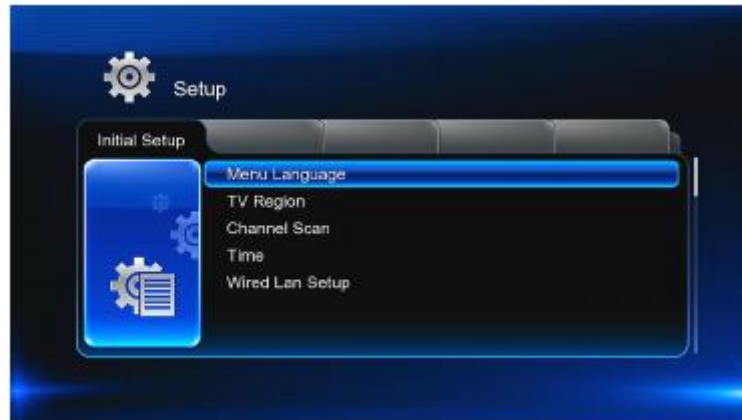 Setup
Initial Setup
Menu Language
TV Region
Channel Scan
Time
Wired Lan Setup